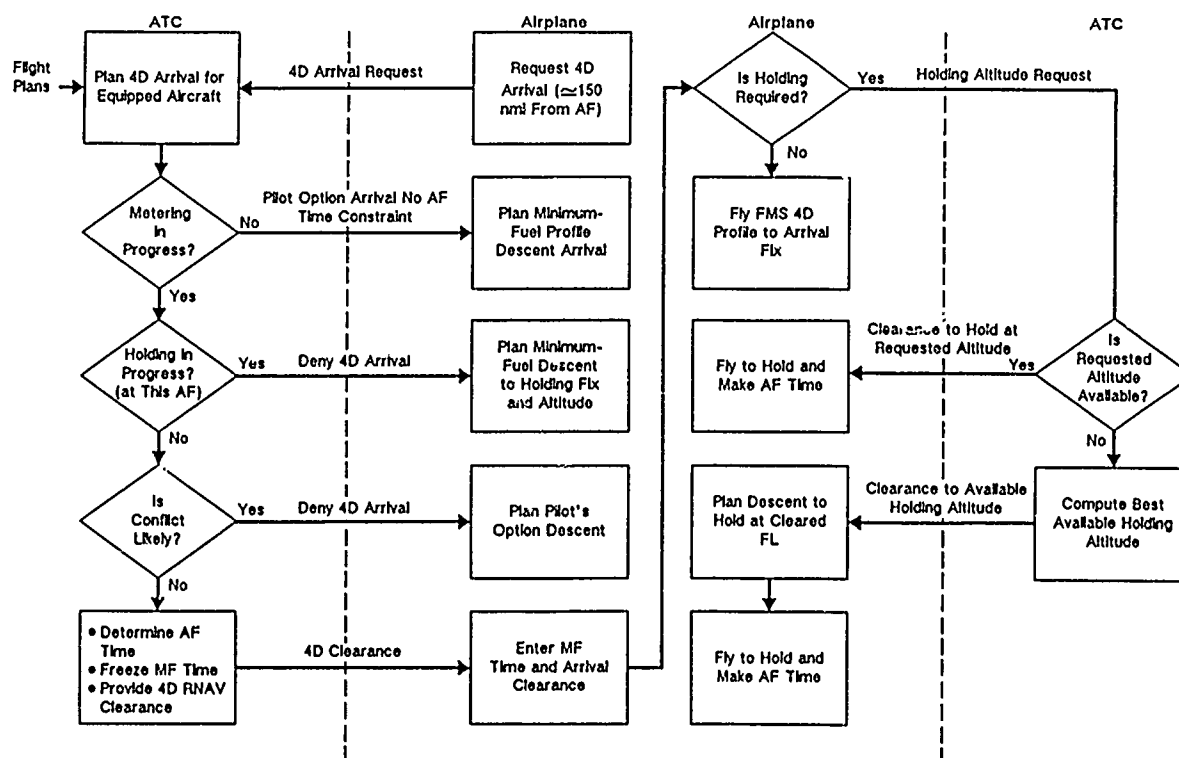 ATC
Airplane
Airplane
ATC
Flight
Plans
Plan 4D Arrival for
Equipped Aircraft
4D Arrival Request
Request 4D
Arrival (≃150
nmi From AF)
Is Holding
Required?
Yes
Holding Altitude Request
No
Metering
In
Progress?
No
Pilot Option Arrival No AF
Time Constraint
Plan Minimum-
Fuel Profile
Descent Arrival
Fly FMS 4D
Profile to Arrival
Fix
Yes
Holding In
Progress?
(at This AF)
Yes
Deny 4D Arrival
Plan Minimum-
Fuel Descent
to Holding Fix
and Altitude
Fly to Hold and
Make AF Time
Clearance to Hold at
Requested Altitude
Yes
Is
Requested
Altitude
Available?
No
No
Is
Conflict
Likely?
Yes
Deny 4D Arrival
Plan Pilot's
Option Descent
Plan Descent to
Hold at Cleared
FL
Clearance to Available
Holding Altitude
Compute Best
Available Holding
Altitude
No
• Determine AF
Time
• Freeze MF Time
• Provide 4D RNAV
Clearance
4D Clearance
Enter MF
Time and Arrival
Clearance
Fly to Hold and
Make AF Time